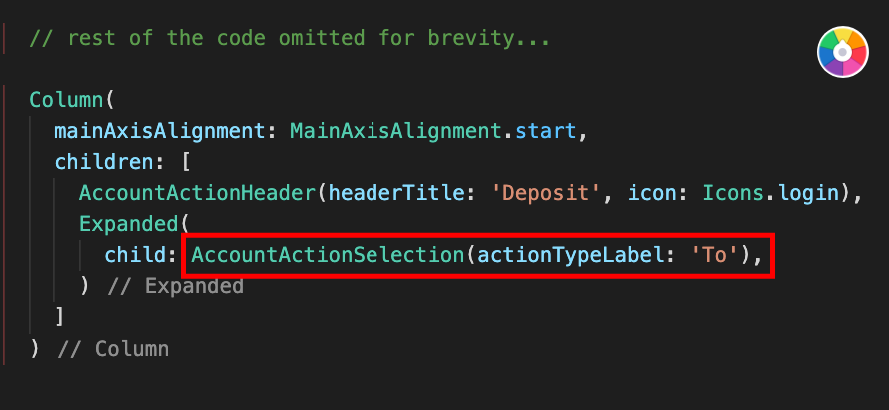 // rest of the code omitted for brevity...
Column(
mainAxisAlignment: MainAxisAlignment.start,
children: [
AccountActionHeader(headerTitle: 'Deposit', icon: Icons.login),
Expanded(
child: AccountActionSelection(actionTypeLabel: 'To'),
) // Expanded
]
) // Column